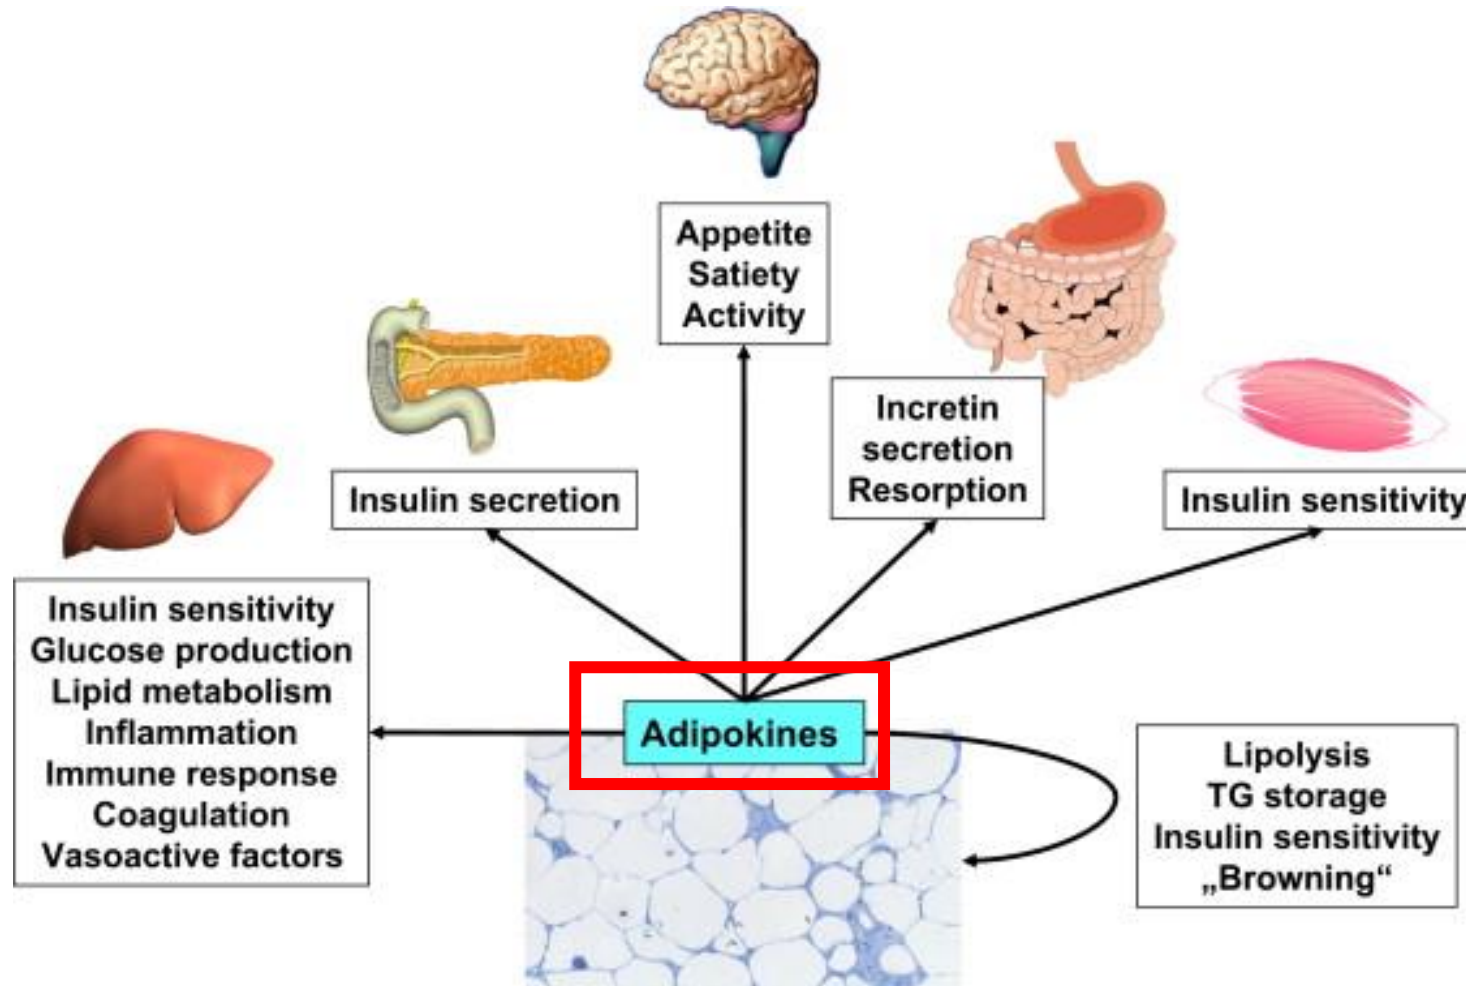 Appetite
Satiety
Activity
Incretin
secretion
Resorption
Insulin secretion
Insulin sensitivity
Insulin sensitivity
Glucose production
Lipid metabolism
Inflammation
Immune response
Coagulation
Vasoactive factors
Adipokines
Lipolysis
TG storage
Insulin sensitivity
„Browning“